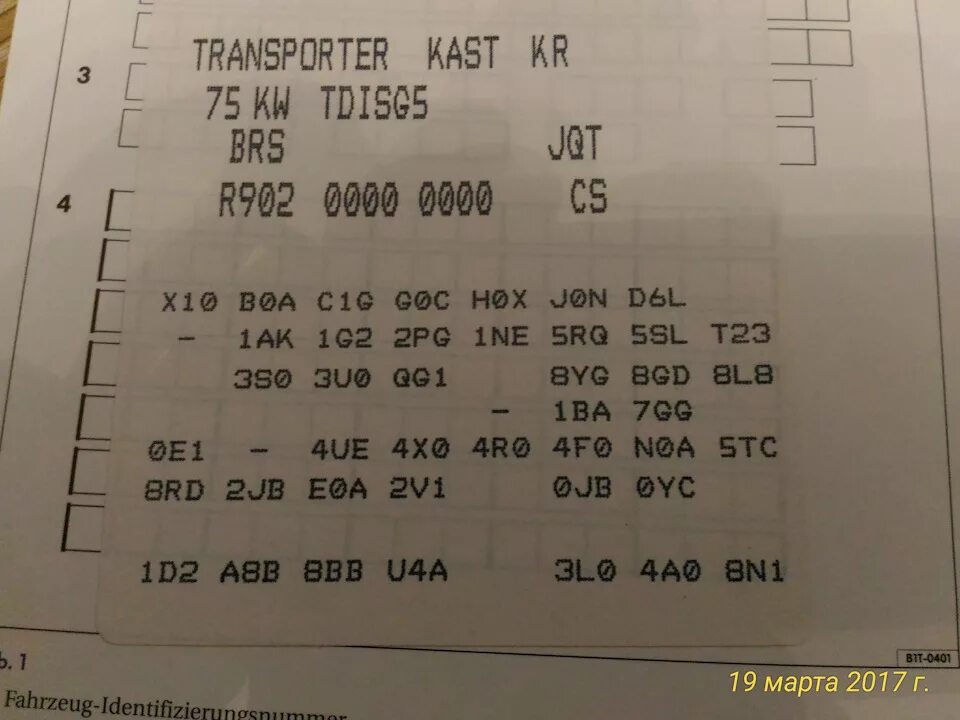 3
TRANSPORTER KAST KR
75 KW TDISG5
BRS JQT
4
R902 0000 0000 CS
X10 B0A C1G G0C H0X J0N D6L
- 1AK 1G2 2PG 1NE 5RQ 5SL T23
3S0 3U0 QG1 8YG 8GD 8L8
- 1BA 7GG
0E1 - 4UE 4X0 4R0 4F0 N0A 5TC
8RD 2JB E0A 2V1 0JB 0YC
1D2 A8B 8BB U4A 3L0 4A0 8N1
B1T-0401
b. 1
19 марта 2017 г.
Fahrzeug-Identifizierungsnummer